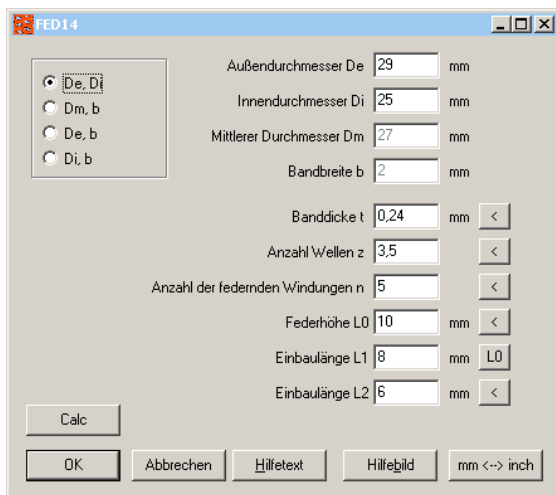 FED14
De, Di
Dm, b
De, b
Di, b
Außendurchmesser De 29 mm
Innendurchmesser Di 25 mm
Mittlerer Durchmesser Dm 27 mm
Bandbreite b 2 mm
Banddicke t 0,24 mm <
Anzahl Wellen z 3,5 <
Anzahl der federnden Windungen n 5 <
Federhöhe L0 10 mm <
Einbaulänge L1 8 mm L0
Einbaulänge L2 6 mm <
Calc
OK Abbrechen Hilfetext Hilfebild mm <--> inch